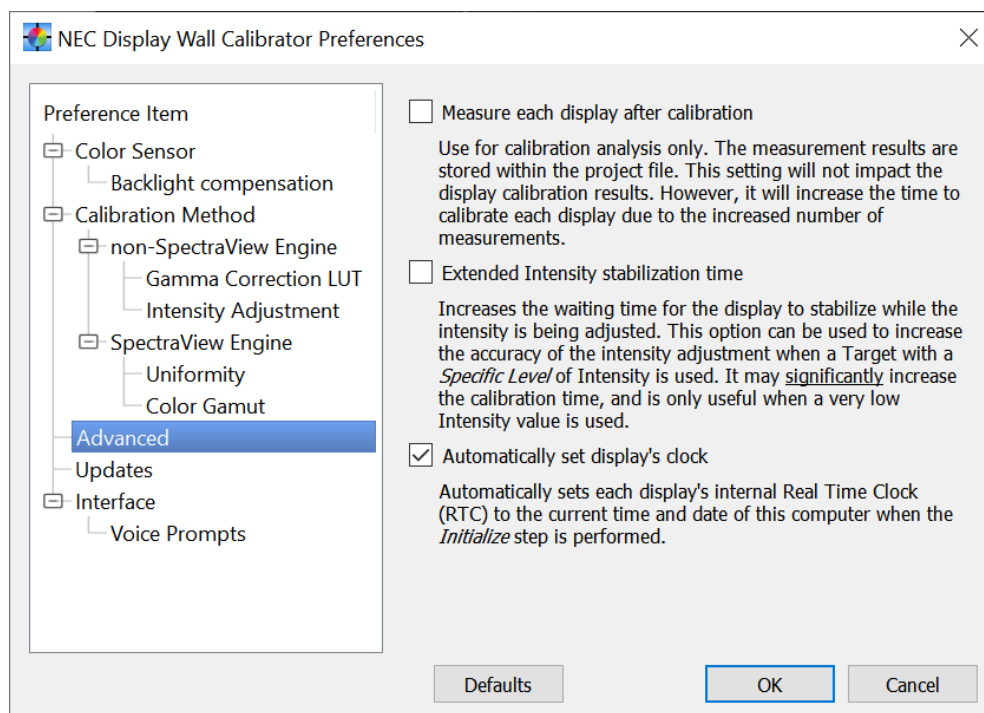 NEC Display Wall Calibrator Preferences
Preference Item
Color Sensor
Backlight compensation
Calibration Method
non-SpectraView Engine
Gamma Correction LUT
Intensity Adjustment
SpectraView Engine
Uniformity
Color Gamut
Advanced
Updates
Interface
Voice Prompts
Measure each display after calibration
Use for calibration analysis only. The measurement results are
stored within the project file. This setting will not impact the
display calibration results. However, it will increase the time to
calibrate each display due to the increased number of
measurements.
Extended Intensity stabilization time
Increases the waiting time for the display to stabilize while the
intensity is being adjusted. This option can be used to increase
the accuracy of the intensity adjustment when a Target with a
Specific Level of Intensity is used. It may significantly increase
the calibration time, and is only useful when a very low
Intensity value is used.
Automatically set display's clock
Automatically sets each display's internal Real Time Clock
(RTC) to the current time and date of this computer when the
Initialize step is performed.
Defaults
OK
Cancel